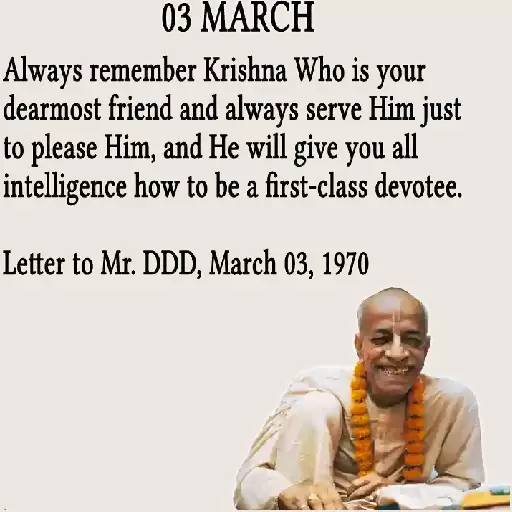 03 MARCH
Always remember Krishna Who is your
dearmost friend and always serve Him just
to please Him, and He will give you all
intelligence how to be a first-class devotee.
Letter to Mr. DDD, March 03, 1970